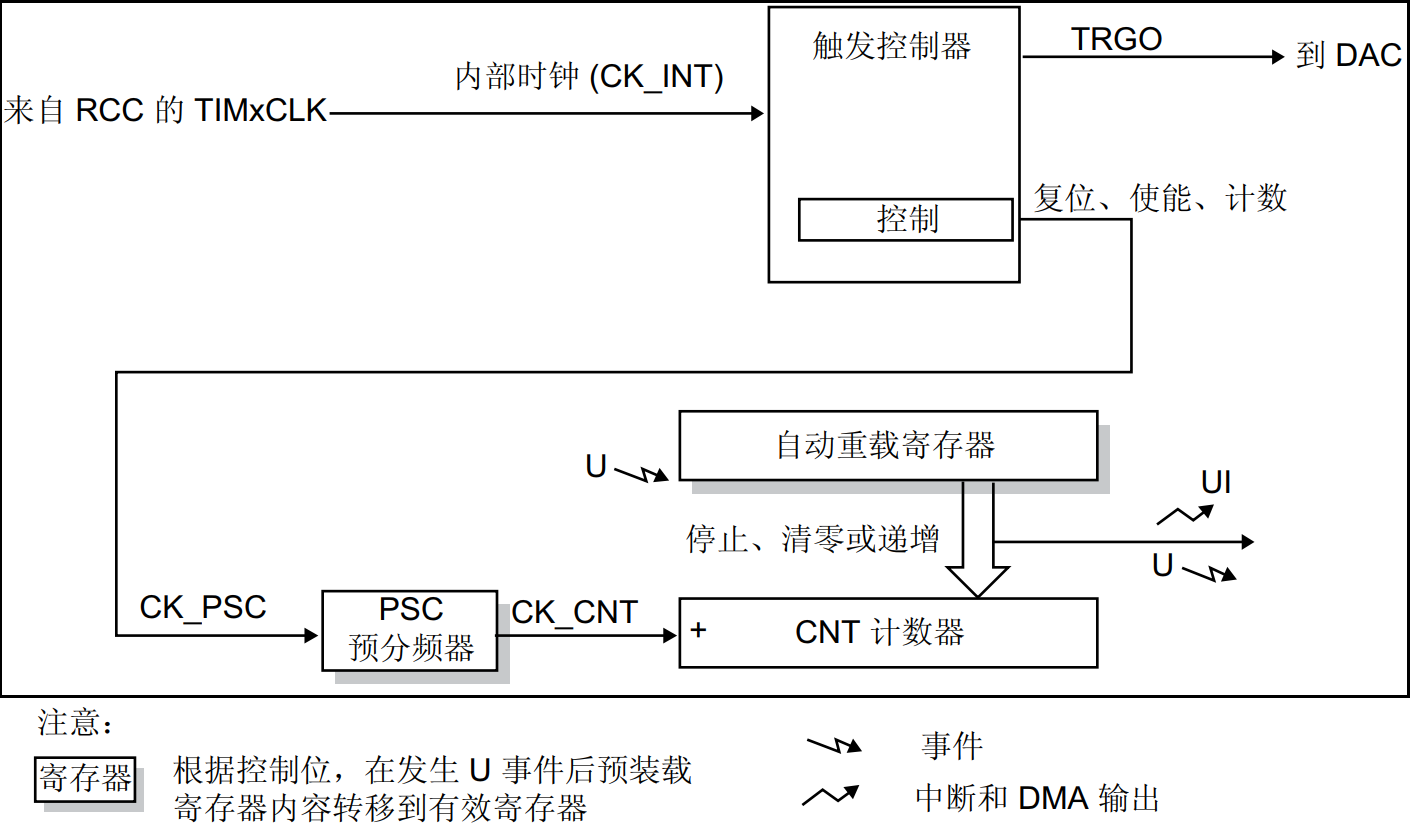 触发控制器
TRGO
到 DAC
内部时钟 (CK_INT)
来自 RCC 的 TIMxCLK
复位、使能、计数
控制
自动重载寄存器
U
UI
停止、清零或递增
U
CK_PSC
PSC
预分频器
CK_CNT
+
CNT 计数器
注意：
寄存器
根据控制位，在发生 U 事件后预装载
寄存器内容转移到有效寄存器
事件
中断和 DMA 输出